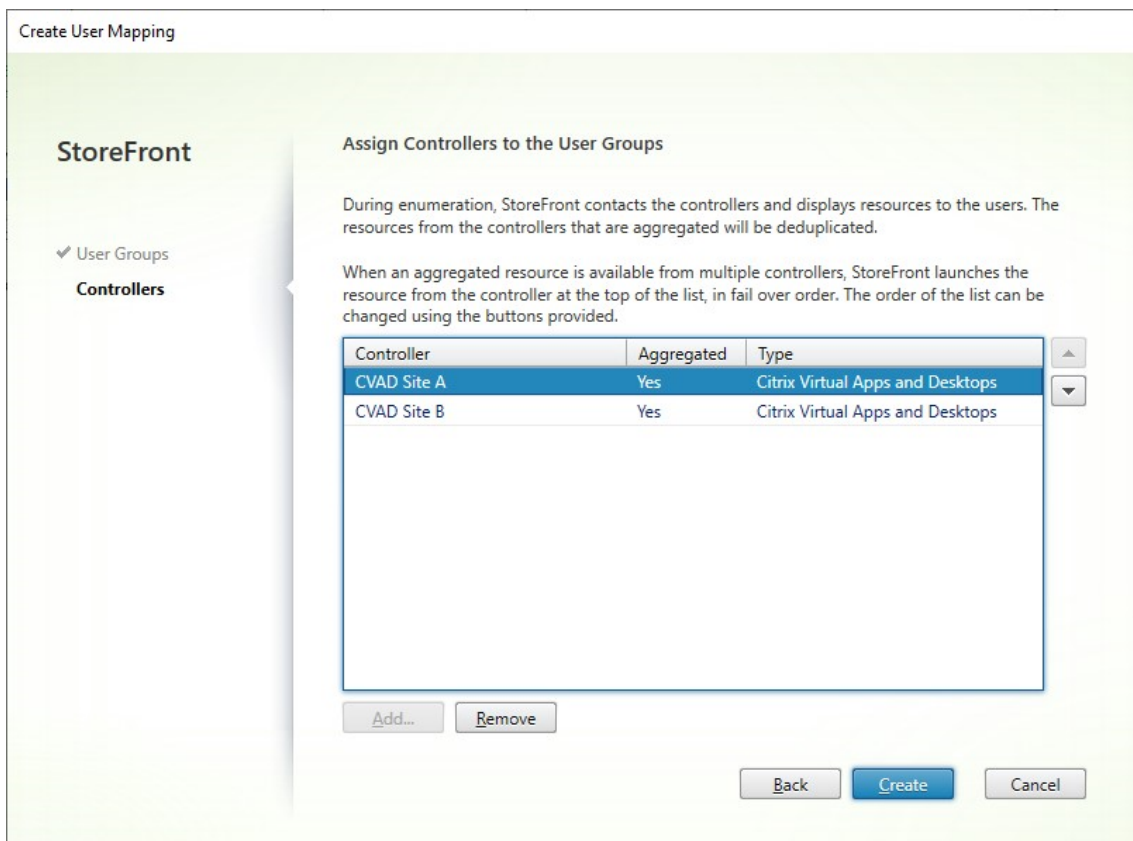 Create User Mapping
StoreFront
User Groups
Controllers
Assign Controllers to the User Groups
During enumeration, StoreFront contacts the controllers and displays resources to the users. The
resources from the controllers that are aggregated will be deduplicated.
When an aggregated resource is available from multiple controllers, StoreFront launches the
resource from the controller at the top of the list, in fail over order. The order of the list can be
changed using the buttons provided.
Controller Aggregated Type
CVAD Site A Yes Citrix Virtual Apps and Desktops
CVAD Site B Yes Citrix Virtual Apps and Desktops
Add... Remove
Back Create Cancel